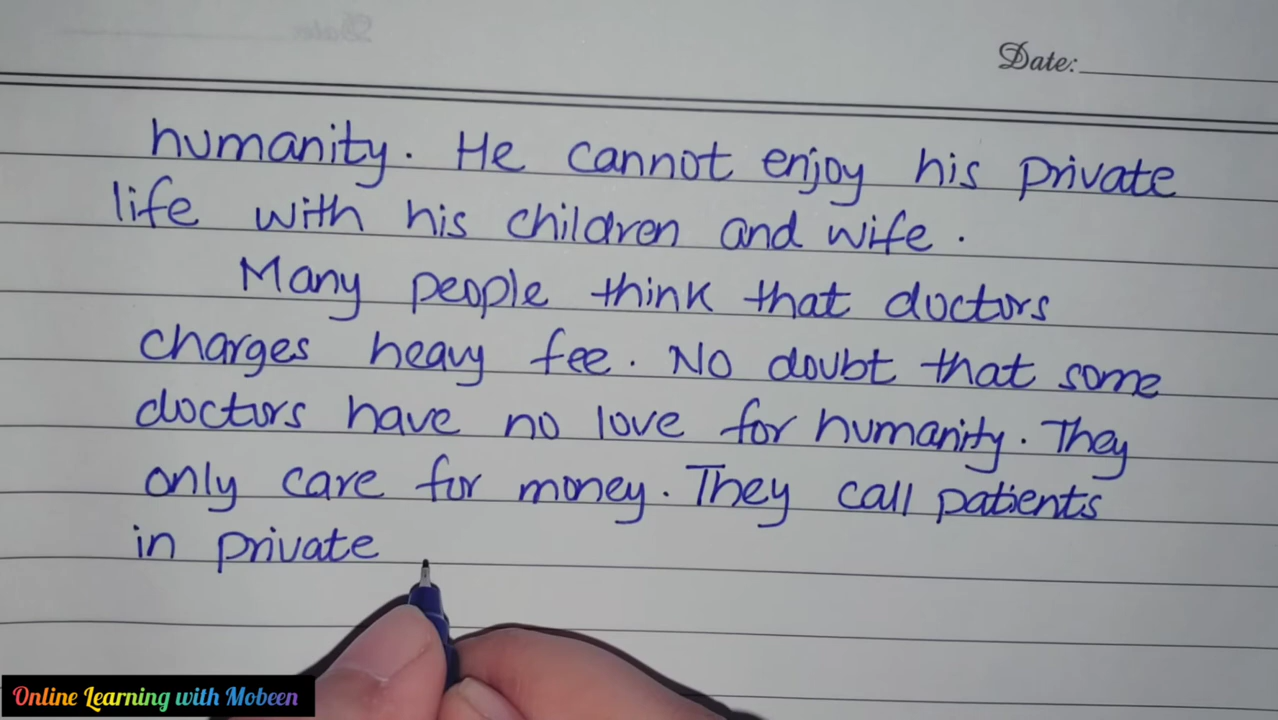 Date:
humanity. He cannot enjoy his private
life with his children and wife.
Many people think that doctors
charges heavy fee. No doubt that some
doctors have no love for humanity. They
only care for money. They call patients
in private
Online Learning with Mobeen